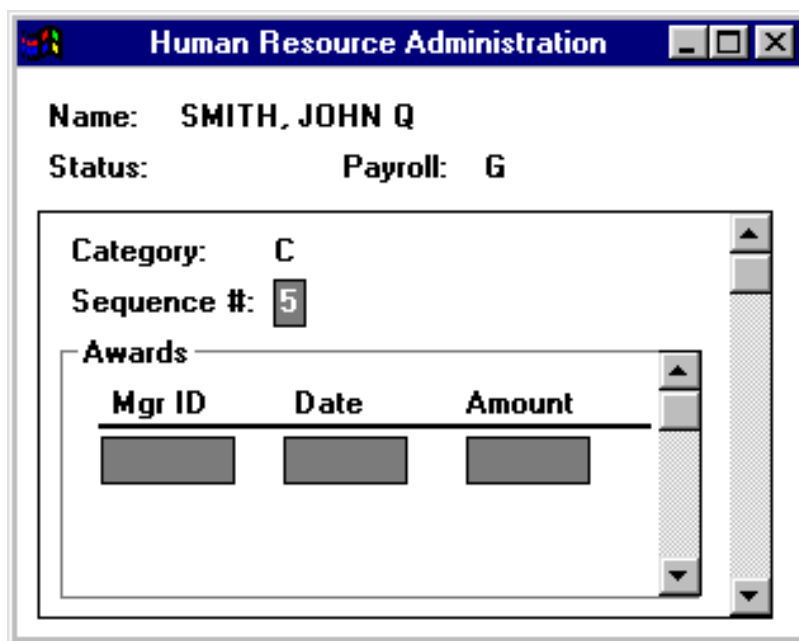 Human Resource Administration
Name: SMITH, JOHN Q
Status: Payroll: G
Category: C
Sequence #: 5
Awards
Mgr ID Date Amount